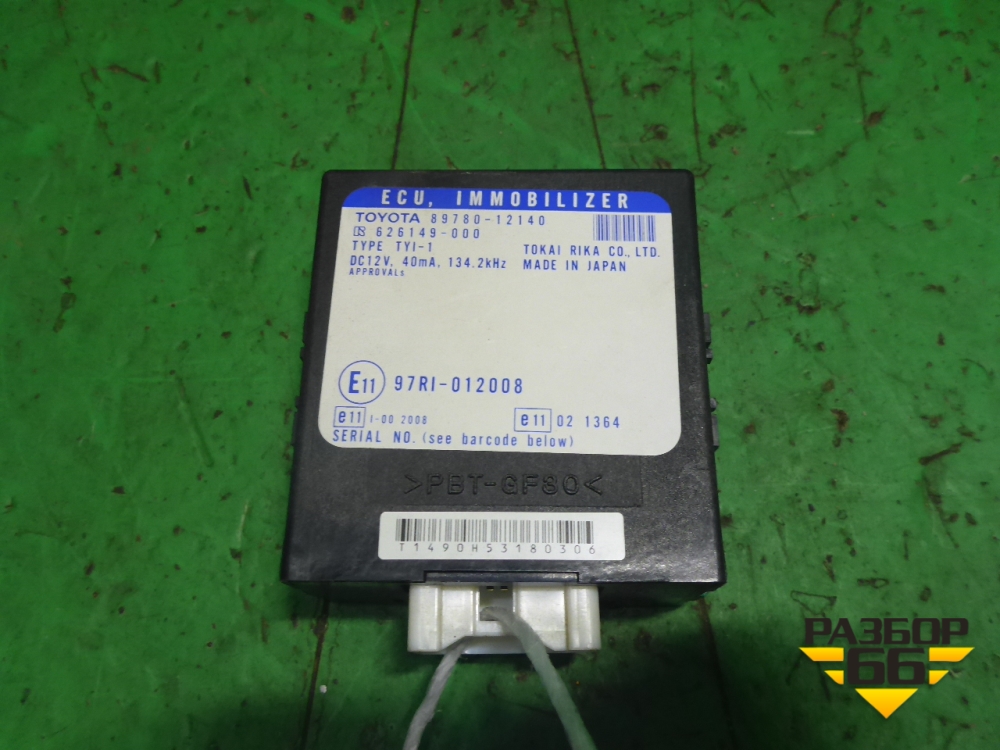 ECU, IMMOBILIZER
TOYOTA 89780-12140
626149-000
TYPE TYI-1 TOKAI RIKA CO., LTD.
DC12V, 40mA, 134.2kHz MADE IN JAPAN
APPROVALs
E11 97RI-012008
e11 1-00 2008 e11 02 1364
SERIAL NO. (see barcode below)
>PBT-GF30<
T1490H53180306
РАЗБОР
66